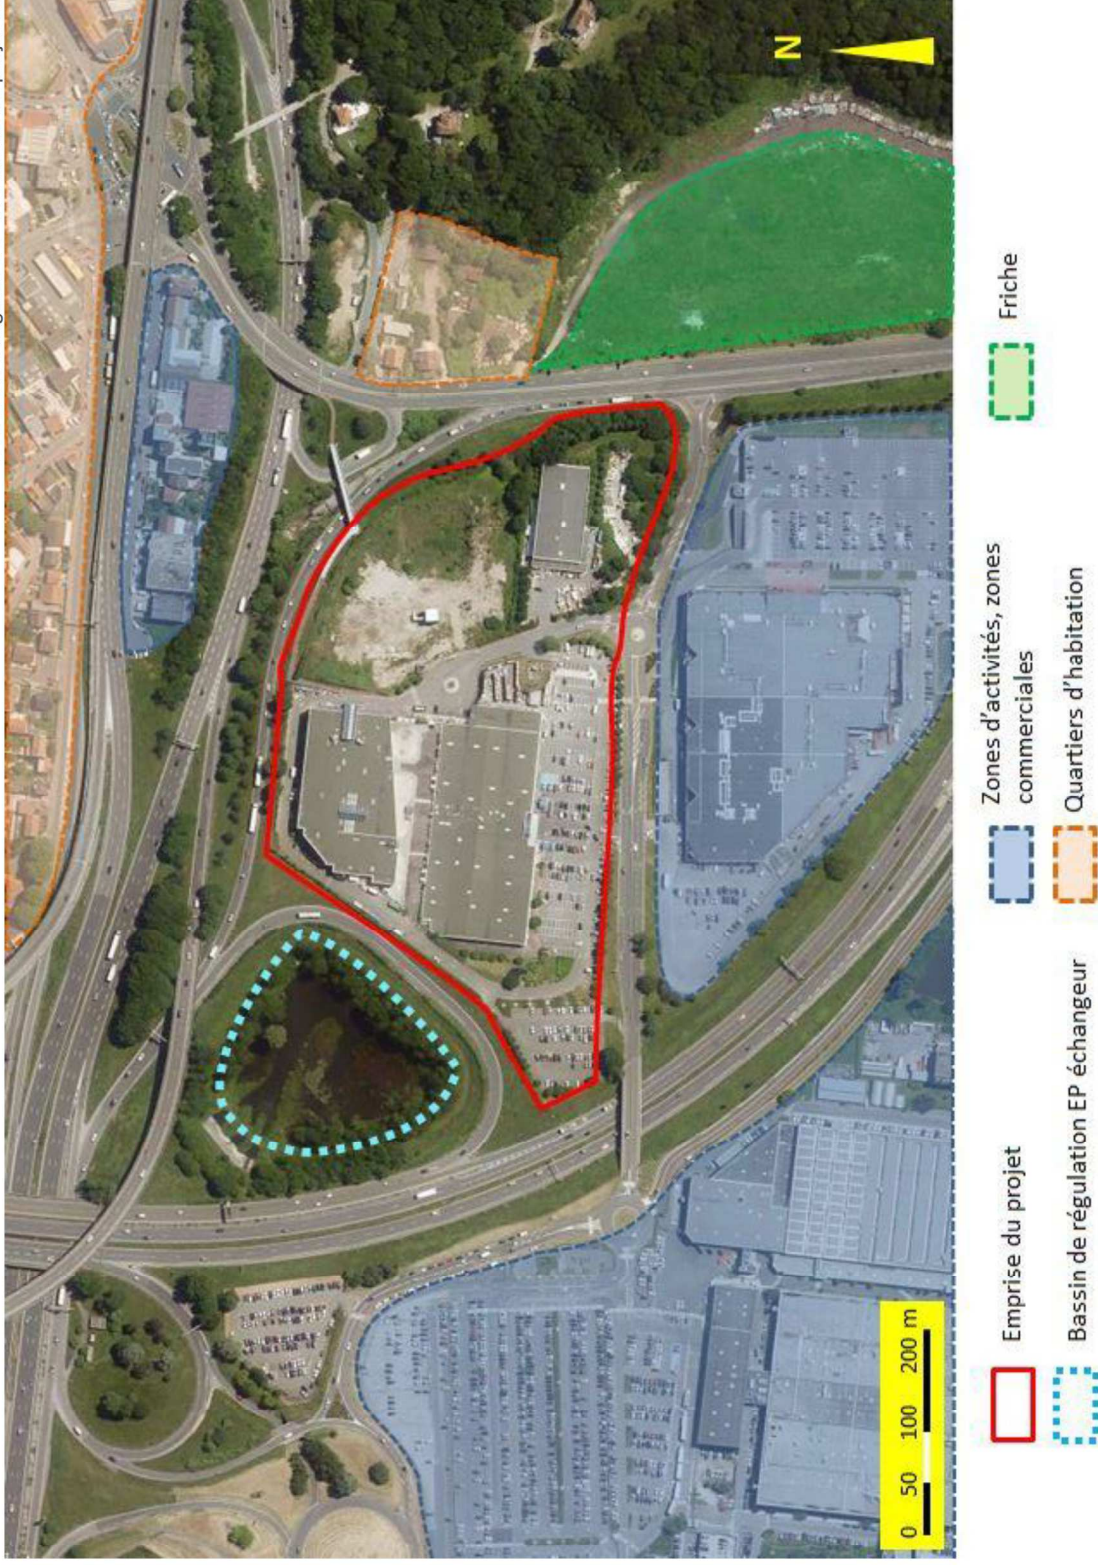 N
0 50 100 200 m
Emprise du projet
Zones d'activités, zones
commerciales
Friche
Bassin de régulation EP échangeur
Quartiers d'habitation